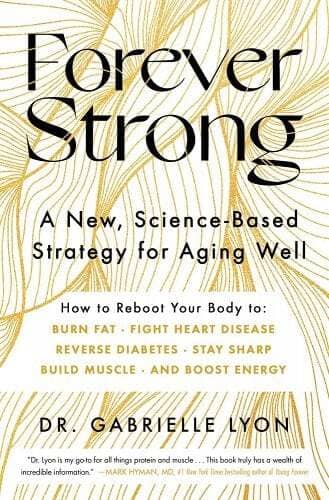 Forever
Strong
A New, Science-Based
Strategy for Aging Well
How to Reboot Your Body to:
BURN FAT · FIGHT HEART DISEASE
REVERSE DIABETES · STAY SHARP
BUILD MUSCLE · AND BOOST ENERGY
DR. GABRIELLE LYON
"Dr. Lyon is my go-to for all things protein and muscle . . . This book truly has a wealth of
incredible information." —MARK HYMAN, MD, #1 New York Times bestselling author of Young Forever